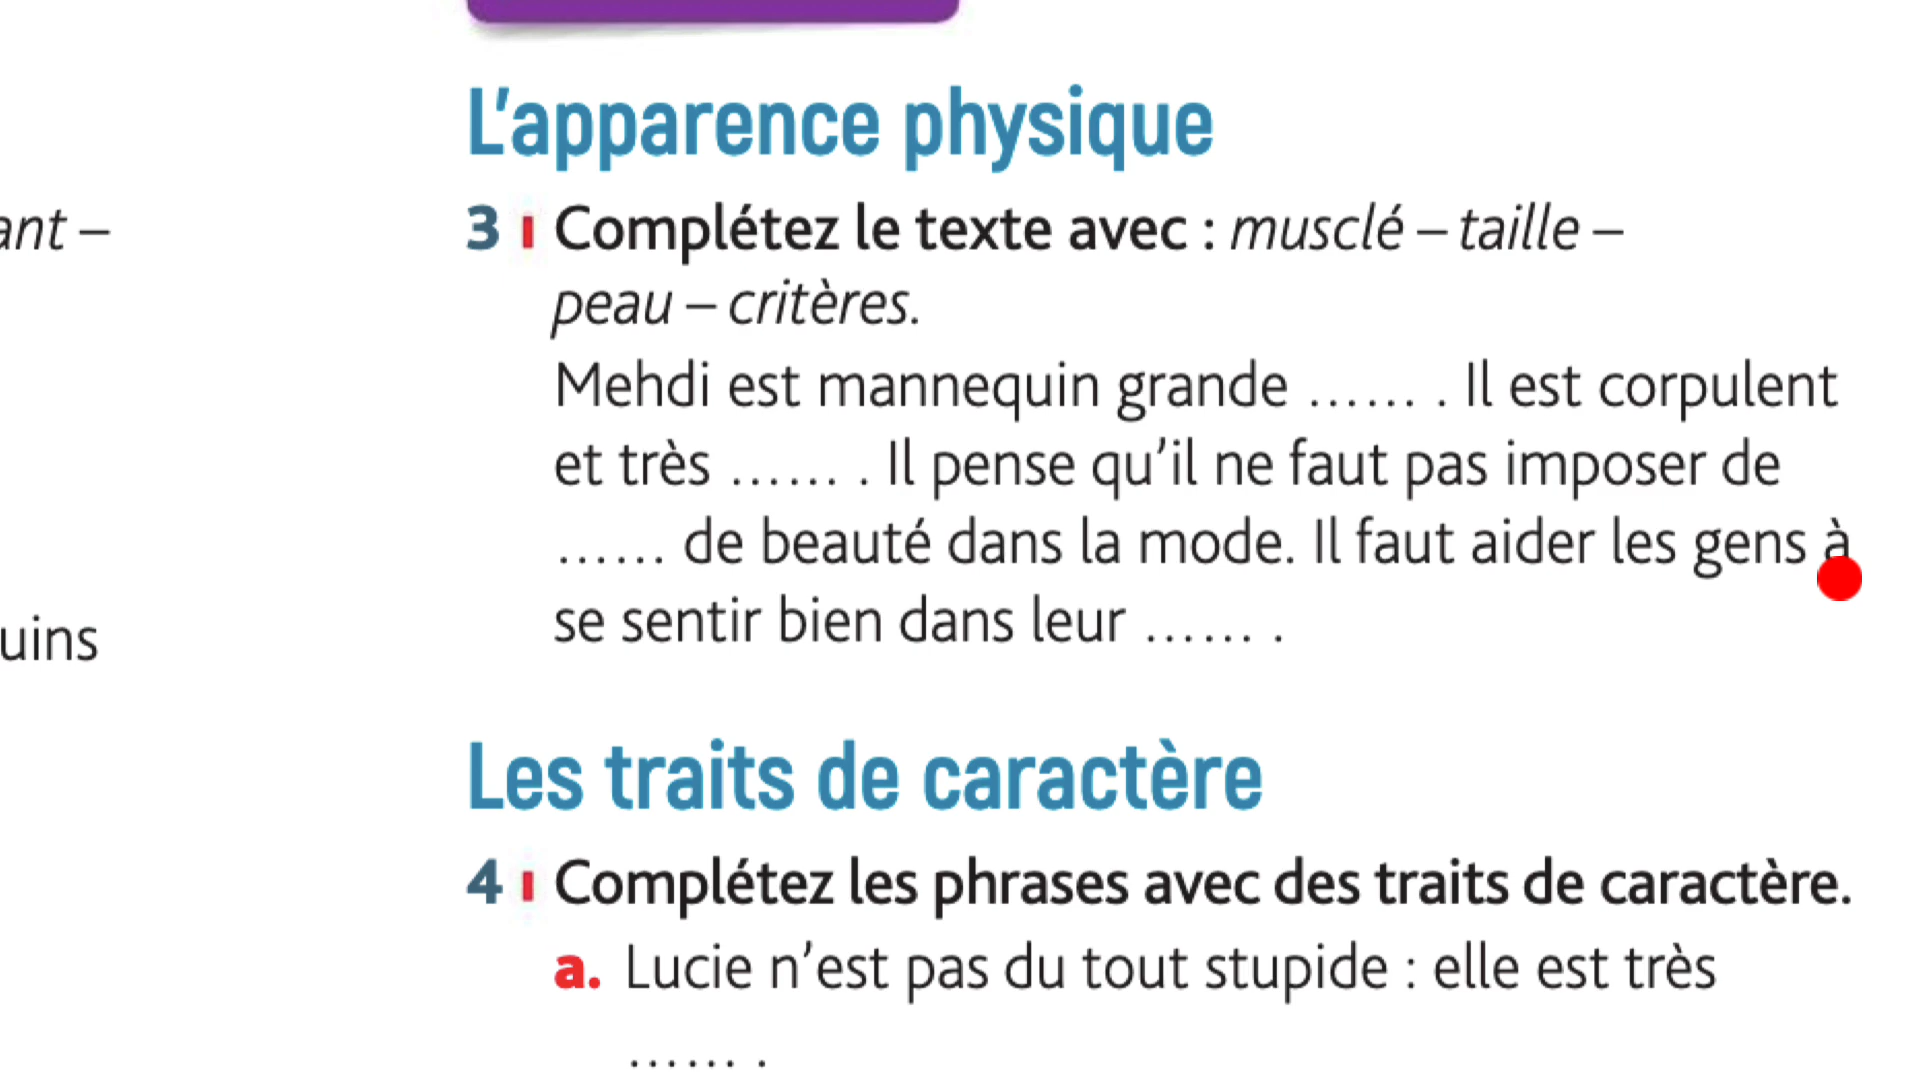 L'apparence physique
ant –
3 ı Complétez le texte avec : musclé – taille –
peau – critères.
Mehdi est mannequin grande ...... . Il est corpulent
et très ...... . Il pense qu'il ne faut pas imposer de
...... de beauté dans la mode. Il faut aider les gens à
se sentir bien dans leur ...... .
uins
Les traits de caractère
4 ı Complétez les phrases avec des traits de caractère.
a. Lucie n'est pas du tout stupide : elle est très
...... .